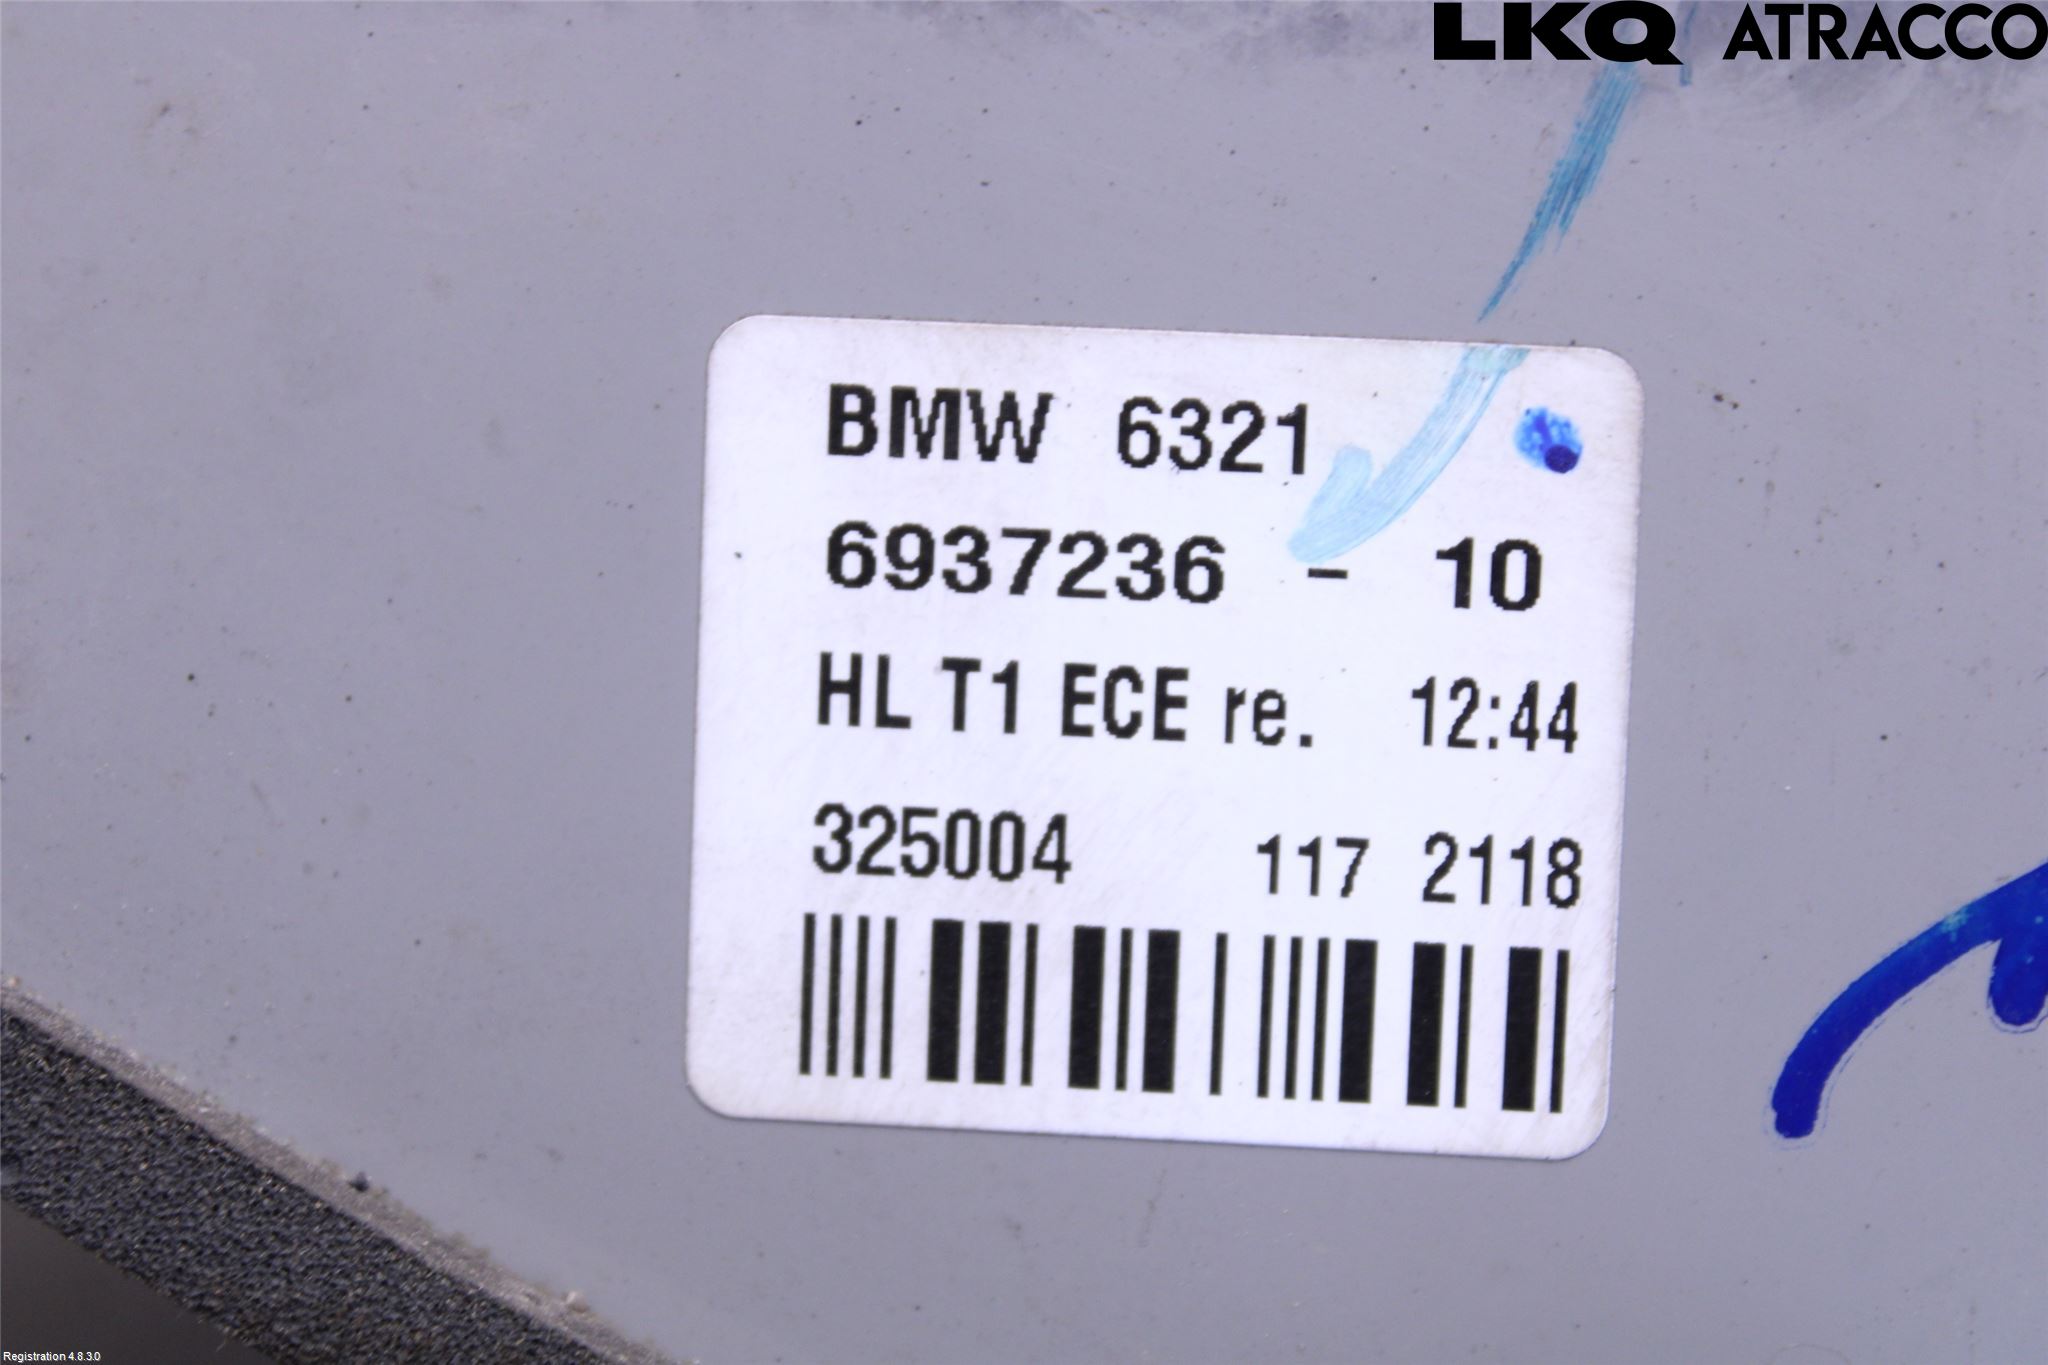 LKQ ATRACCO
BMW 6321
6937236 - 10
HL T1 ECE re. 12:44
325004 117 2118
Registration 4.8.3.0